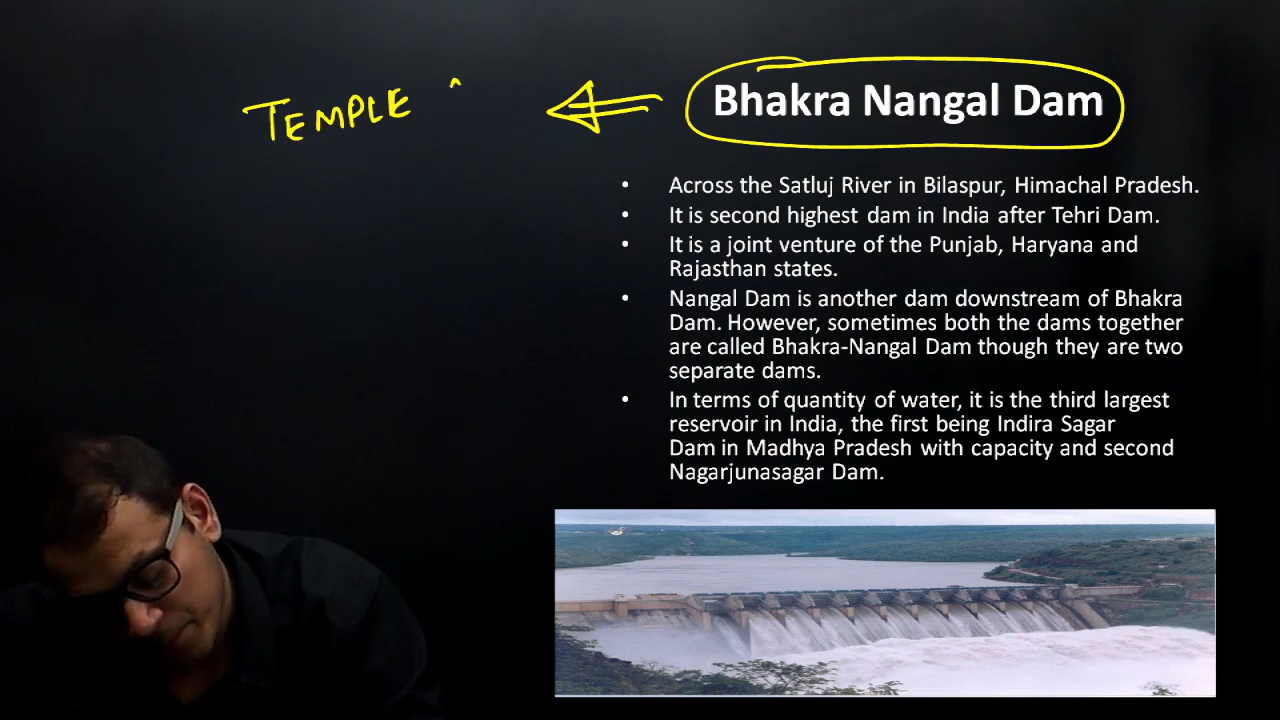 TEMPLE
Bhakra Nangal Dam
• Across the Satluj River in Bilaspur, Himachal Pradesh.
• It is second highest dam in India after Tehri Dam.
• It is a joint venture of the Punjab, Haryana and
Rajasthan states.
• Nangal Dam is another dam downstream of Bhakra
Dam. However, sometimes both the dams together
are called Bhakra-Nangal Dam though they are two
separate dams.
• In terms of quantity of water, it is the third largest
reservoir in India, the first being Indira Sagar
Dam in Madhya Pradesh with capacity and second
Nagarjunasagar Dam.